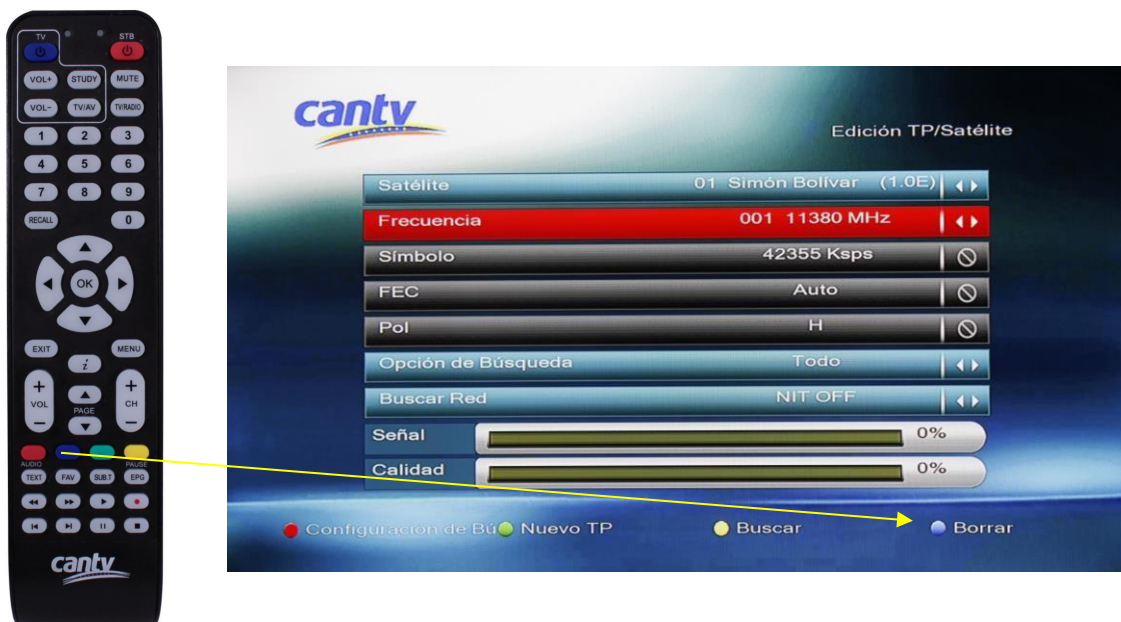 TV STB
VOL+ STUDY MUTE
VOL- TV/AV TV/RADIO
1 2 3
4 5 6
7 8 9
RECALL 0
OK
EXIT MENU
i
+ +
VOL PAGE CH
- -
AUDIO PAUSE
TEXT FAV SUB.T EPG
cantv
cantv
Edición TP/Satélite
Satélite 01 Simón Bolívar (1.0E)
Frecuencia 001 11380 MHz
Símbolo 42355 Ksps
FEC Auto
Pol H
Opción de Búsqueda Todo
Buscar Red NIT OFF
Señal 0%
Calidad 0%
Configuración de Bú Nuevo TP Buscar Borrar